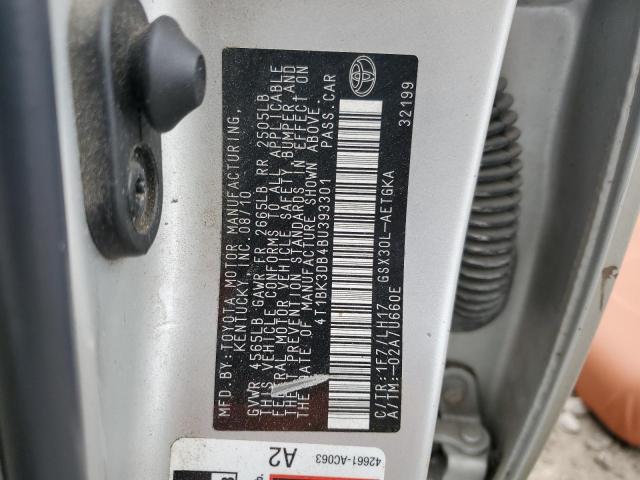 MFD.BY:TOYOTA MOTOR MANUFACTURING,
KENTUCKY, INC. 08/10
GVWR 4565LB GAWR FR 2665LB RR 2505LB
THIS VEHICLE CONFORMS TO ALL APPLICABLE
FEDERAL MOTOR VEHICLE SAFETY, BUMPER, AND
THEFT PREVENTION STANDARDS IN EFFECT ON
THE DATE OF MANUFACTURE SHOWN ABOVE.
4T1BK3DB4BU393301 PASS.CAR
C/TR:1F7/LH17 GSX30L-AETGKA
A/TM:-02A/U660E
32199
42661-AC063
A2